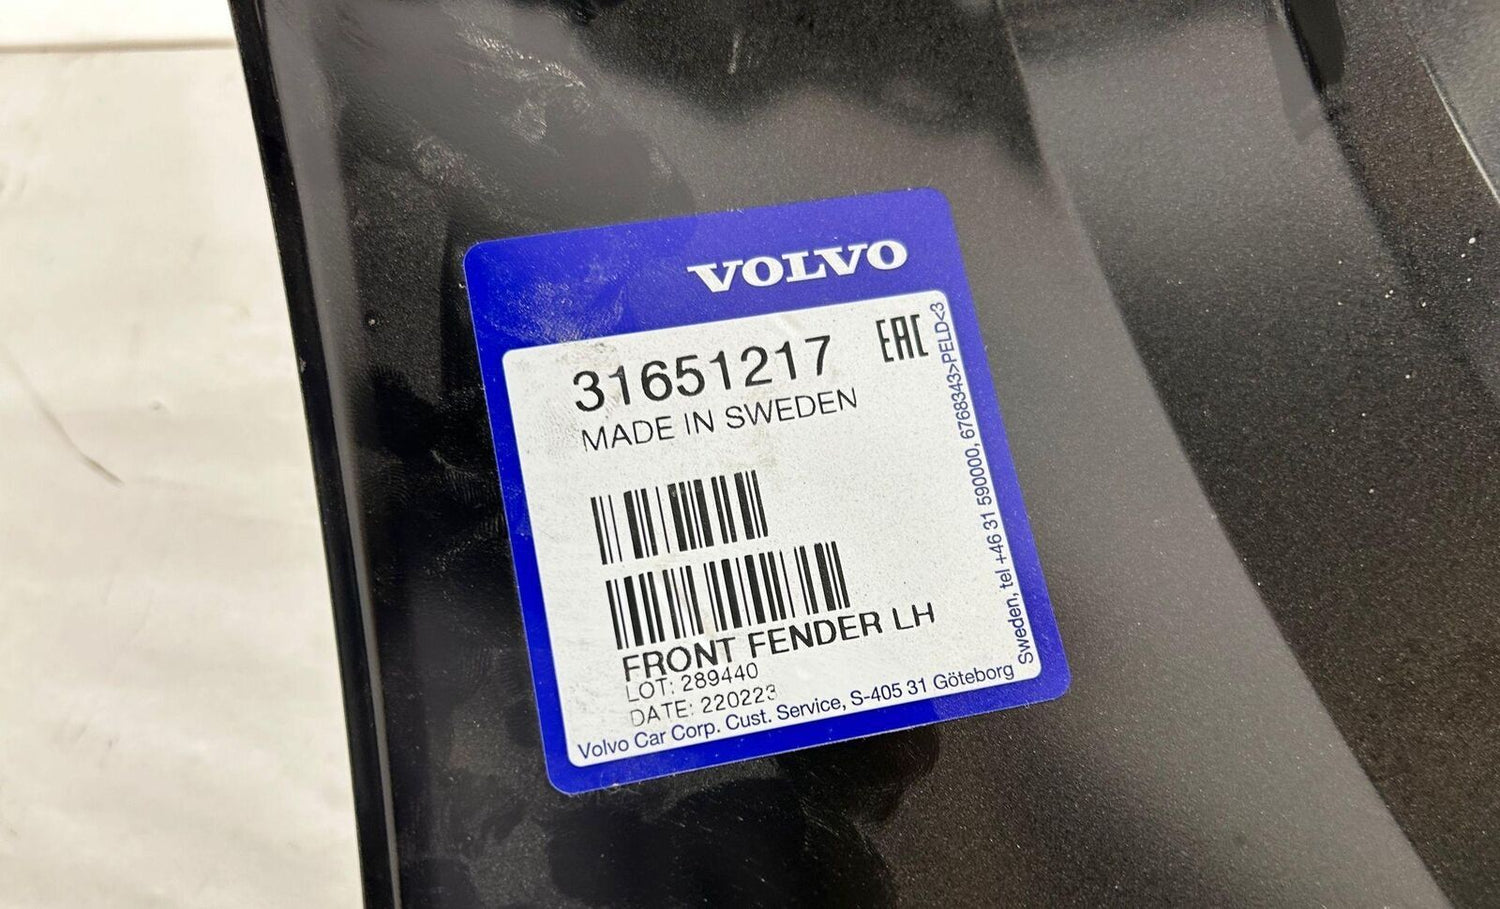 VOLVO
31651217
EAC
MADE IN SWEDEN
FRONT FENDER LH
LOT: 289440
DATE: 220223
Volvo Car Corp. Cust. Service, S-405 31 Göteborg
Sweden, tel +46 31 590000, 6768343>PELD<3